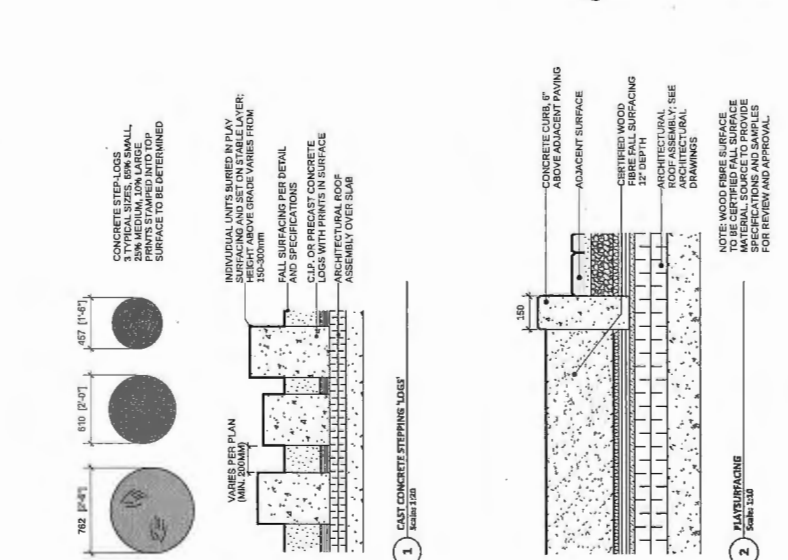 762 [2'-6"]
610 [2'-0"]
457 [1'-6"]
CONCRETE STEP-LOGS
3 TYPICAL SIZES, 65% SMALL,
25% MEDIUM, 10% LARGE
PRINTS STAMPED INTO TOP
SURFACE TO BE DETERMINED
VARIES PER PLAN
(MIN. 200MM)
INDIVUDUAL UNITS BURIED IN PLAY
SURFACING AND SET ON STABLE LAYER;
HEIGHT ABOVE GRADE VARIES FROM
150-300mm
FALL SURFACING PER DETAIL
AND SPECIFICATIONS
C.I.P. OR PRECAST CONCRETE
LOGS WITH PRINTS IN SURFACE
ARCHITECTURAL ROOF
ASSEMBLY OVER SLAB
1
CAST CONCRETE STEPPING 'LOGS'
Scale: 1:20
150
CONCRETE CURB, 6"
ABOVE ADJACENT PAVING
ADJACENT SURFACE
CERTIFIED WOOD
FIBRE FALL SURFACING
12" DEPTH
ARCHITECTURAL
ROOF ASSEMBLY; SEE
ARCHITECTURAL
DRAWINGS
NOTE: WOOD FIBRE SURFACE
TO BE CERTIFIED FALL SURFACE
MATERIAL. SOURCE TO PROVIDE
SPECIFICATIONS AND SAMPLES
FOR REVIEW AND APPROVAL.
2
PLAYSURFACING
Scale: 1:10